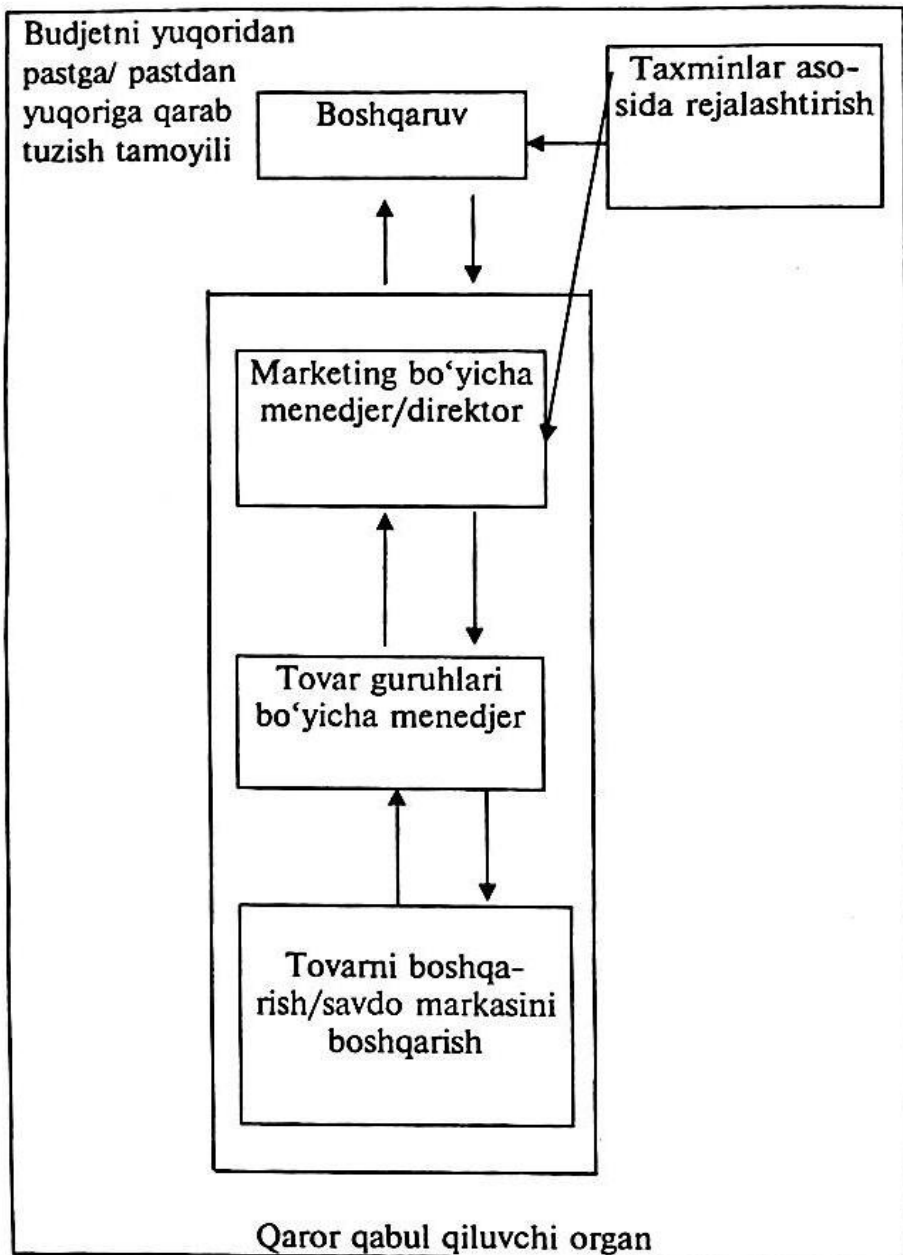 Budjetni yuqoridan
pastga/ pastdan
yuqoriga qarab
tuzish tamoyili
Boshqaruv
Taxminlar aso-
sida rejalashtirish
Marketing bo‘yicha
menedjer/direktor
Tovar guruhlari
bo‘yicha menedjer
Tovarni boshqa-
rish/savdo markasini
boshqarish
Qaror qabul qiluvchi organ